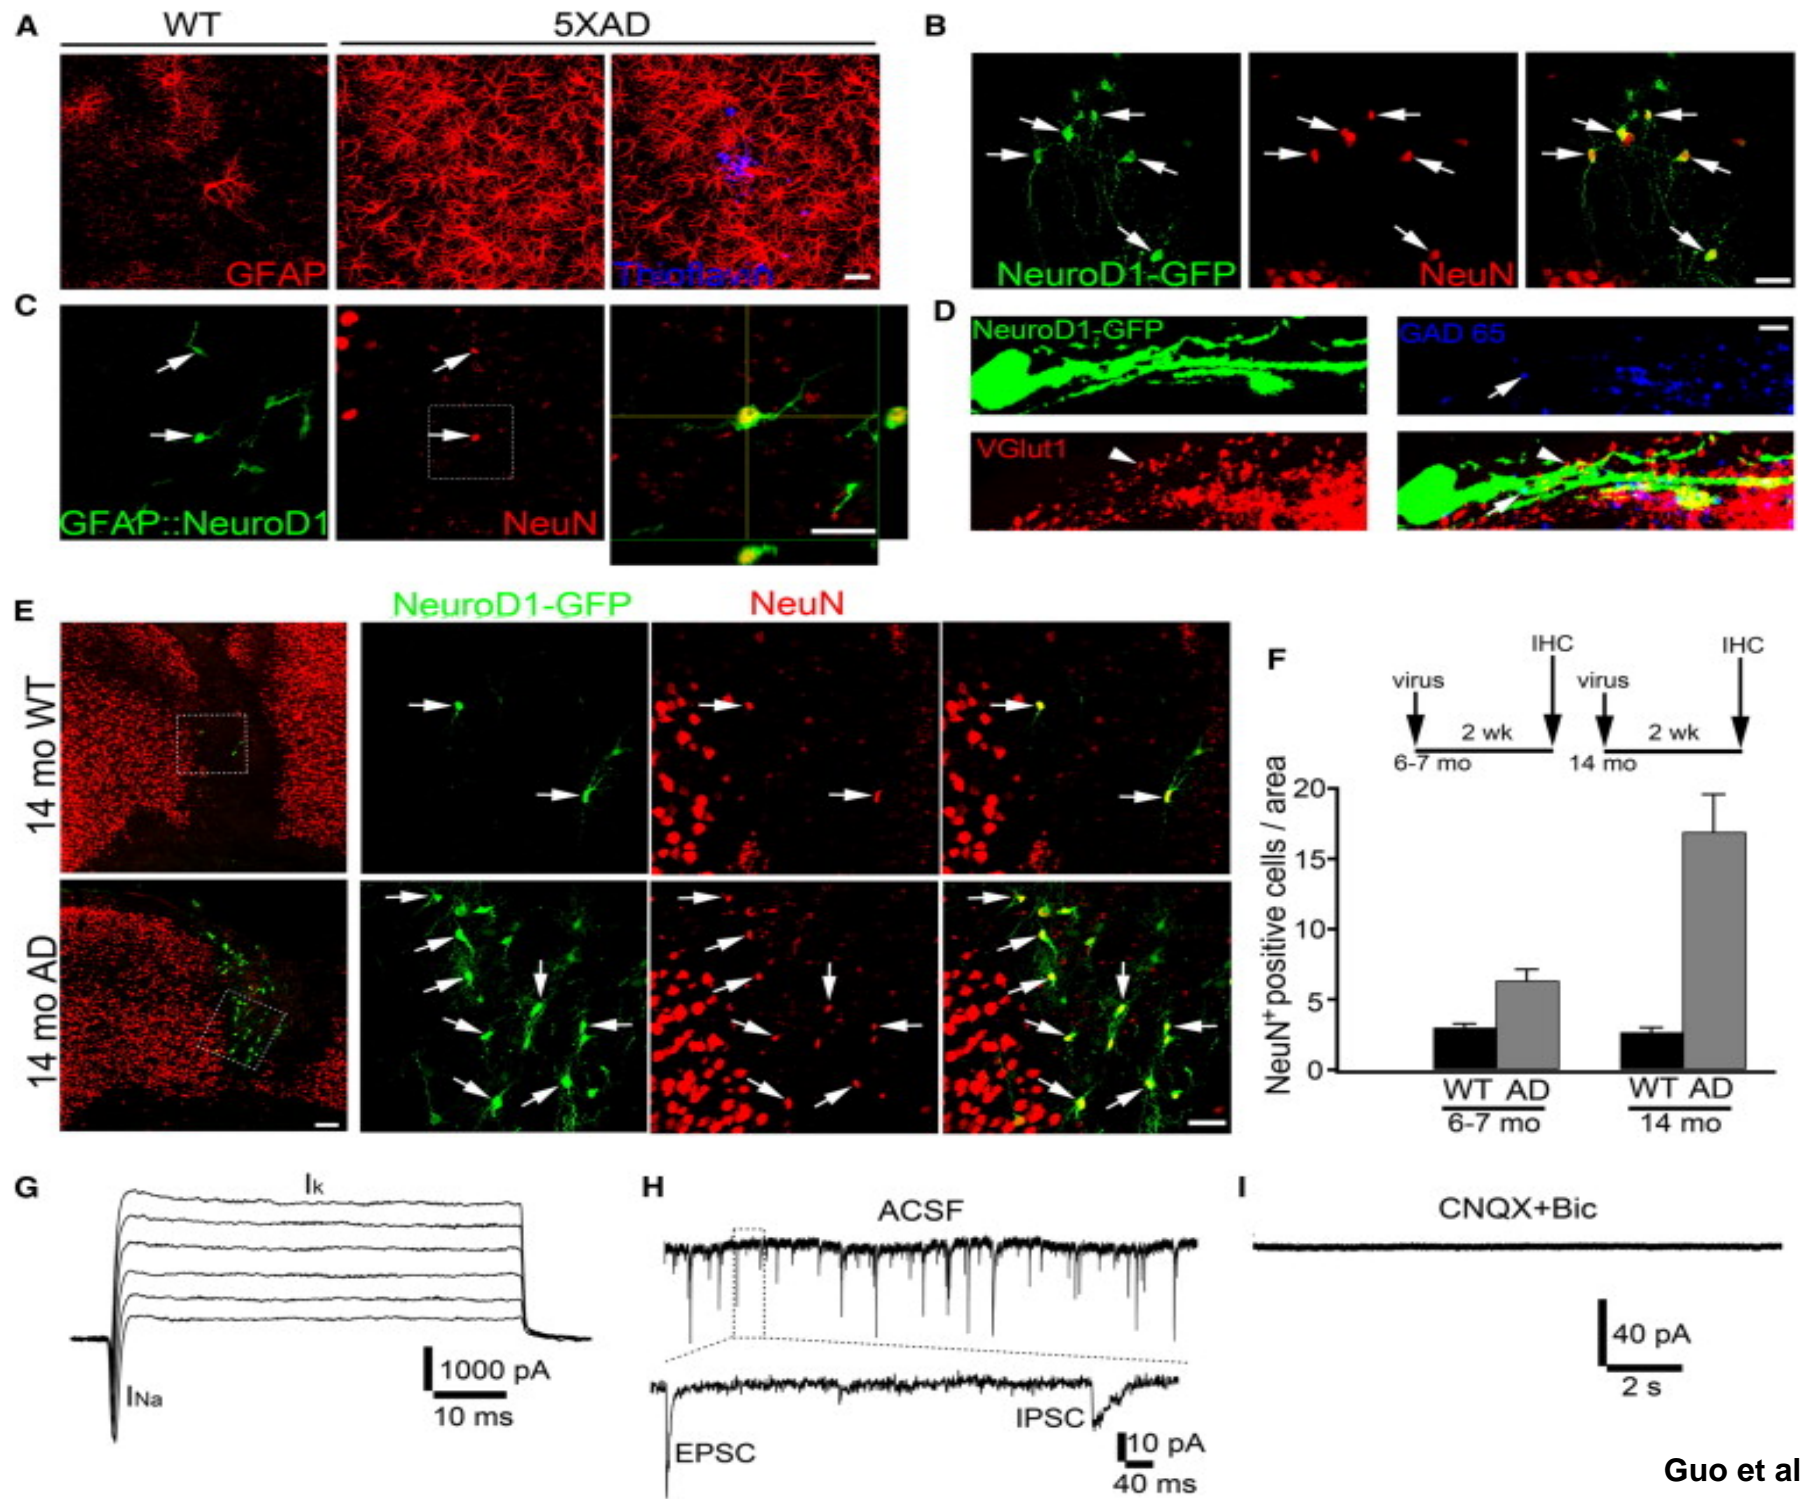 A
WT
5XAD
GFAP
Thioflavin
B
NeuroD1-GFP
NeuN
C
GFAP::NeuroD1
NeuN
D
NeuroD1-GFP
GAD 65
VGlut1
E
NeuroD1-GFP
NeuN
14 mo WT
14 mo AD
F
IHC
IHC
virus
virus
2 wk
2 wk
6-7 mo
14 mo
NeuN+positive cells / area
20
15
10
5
0
WT AD
WT AD
6-7 mo
14 mo
G
Ik
INa
1000 pA
10 ms
H
ACSF
EPSC
IPSC
10 pA
40 ms
I
CNQX+Bic
40 pA
2 s
Guo et al